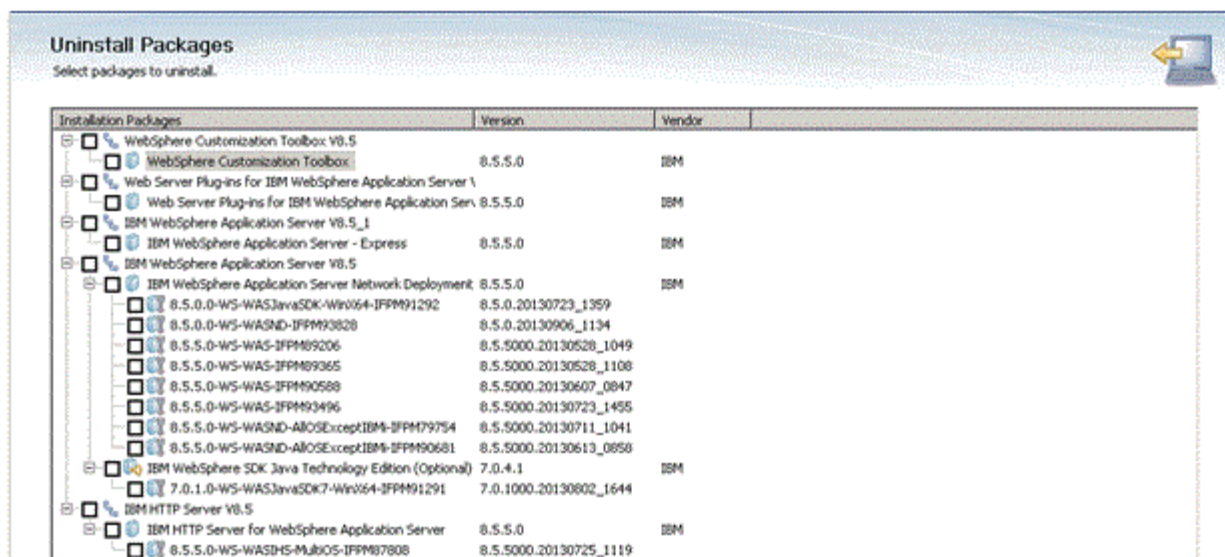 Uninstall Packages
Select packages to uninstall.
Installation Packages Version Vendor
WebSphere Customization Toolbox V8.5
WebSphere Customization Toolbox 8.5.5.0 IBM
Web Server Plug-ins for IBM WebSphere Application Server V
Web Server Plug-ins for IBM WebSphere Application Serv 8.5.5.0 IBM
IBM WebSphere Application Server V8.5_1
IBM WebSphere Application Server - Express 8.5.5.0 IBM
IBM WebSphere Application Server V8.5
IBM WebSphere Application Server Network Deployment 8.5.5.0 IBM
8.5.0.0-WS-WASJavaSDK-WinX64-IFPM91292 8.5.0.20130723_1359
8.5.0.0-WS-WASND-IFPM93828 8.5.0.20130906_1134
8.5.5.0-WS-WAS-IFPM89206 8.5.5000.20130528_1049
8.5.5.0-WS-WAS-IFPM89365 8.5.5000.20130528_1108
8.5.5.0-WS-WAS-IFPM90588 8.5.5000.20130607_0847
8.5.5.0-WS-WAS-IFPM93496 8.5.5000.20130723_1455
8.5.5.0-WS-WASND-AllOSExceptIBMi-IFPM79754 8.5.5000.20130711_1041
8.5.5.0-WS-WASND-AllOSExceptIBMi-IFPM90681 8.5.5000.20130613_0858
IBM WebSphere SDK Java Technology Edition (Optional) 7.0.4.1 IBM
7.0.1.0-WS-WASJavaSDK7-WinX64-IFPM91291 7.0.1000.20130802_1644
IBM HTTP Server V8.5
IBM HTTP Server for WebSphere Application Server 8.5.5.0 IBM
8.5.5.0-WS-WASIHS-MultiOS-IFPM87808 8.5.5000.20130725_1119